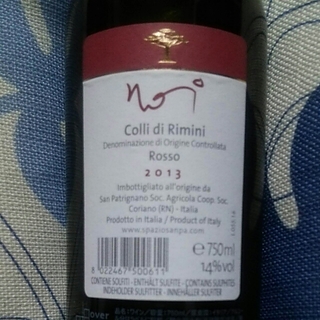 noi
Colli di Rimini
Denominazione di Origine Controllata
Rosso
2013
Imbottigliato all'origine da
San Patrignano Soc. Agricola Coop. Soc.
Coriano (RN) - Italia
Prodotto in Italia / Product of Italy
www.spaziosanpa.com
e 750ml
14%vol
8 022467 500611
CONTIENE SOLFITI - ENTHÄLT SULFITE - CONTAINS SULPHITES
INDEHOLDER SULFITTER - INNEHÅLLER SULFITER